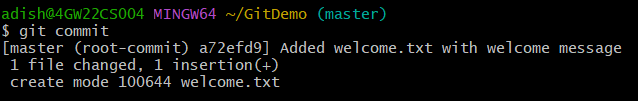 adish@4GW22CS004 MINGW64 ~/GitDemo (master)
$ git commit
[master (root-commit) a72efd9] Added welcome.txt with welcome message
 1 file changed, 1 insertion(+)
 create mode 100644 welcome.txt